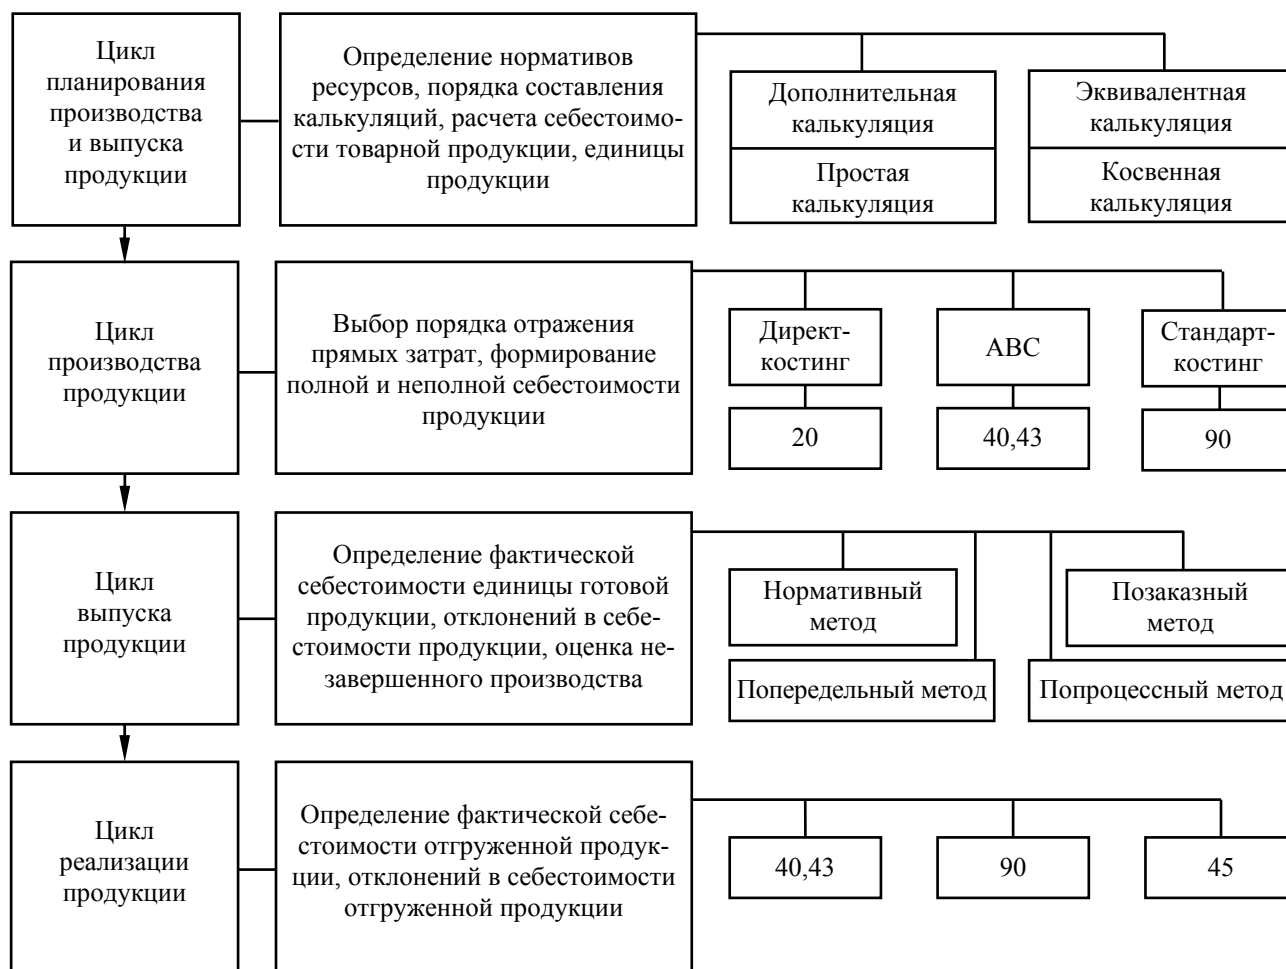 Цикл
планирования
производства
и выпуска
продукции
Определение нормативов
ресурсов, порядка составления
калькуляций, расчета себестоимо-
сти товарной продукции, единицы
продукции
Дополнительная
калькуляция
Простая
калькуляция
Эквивалентная
калькуляция
Косвенная
калькуляция
Цикл
производства
продукции
Выбор порядка отражения
прямых затрат, формирование
полной и неполной себестоимости
продукции
Директ-
костинг
20
АВС
40,43
Стандарт-
костинг
90
Цикл
выпуска
продукции
Определение фактической
себестоимости единицы готовой
продукции, отклонений в себе-
стоимости продукции, оценка не-
завершенного производства
Нормативный
метод
Позаказный
метод
Попередельный метод
Попроцессный метод
Цикл
реализации
продукции
Определение фактической себе-
стоимости отгруженной продук-
ции, отклонений в себестоимости
отгруженной продукции
40,43
90
45